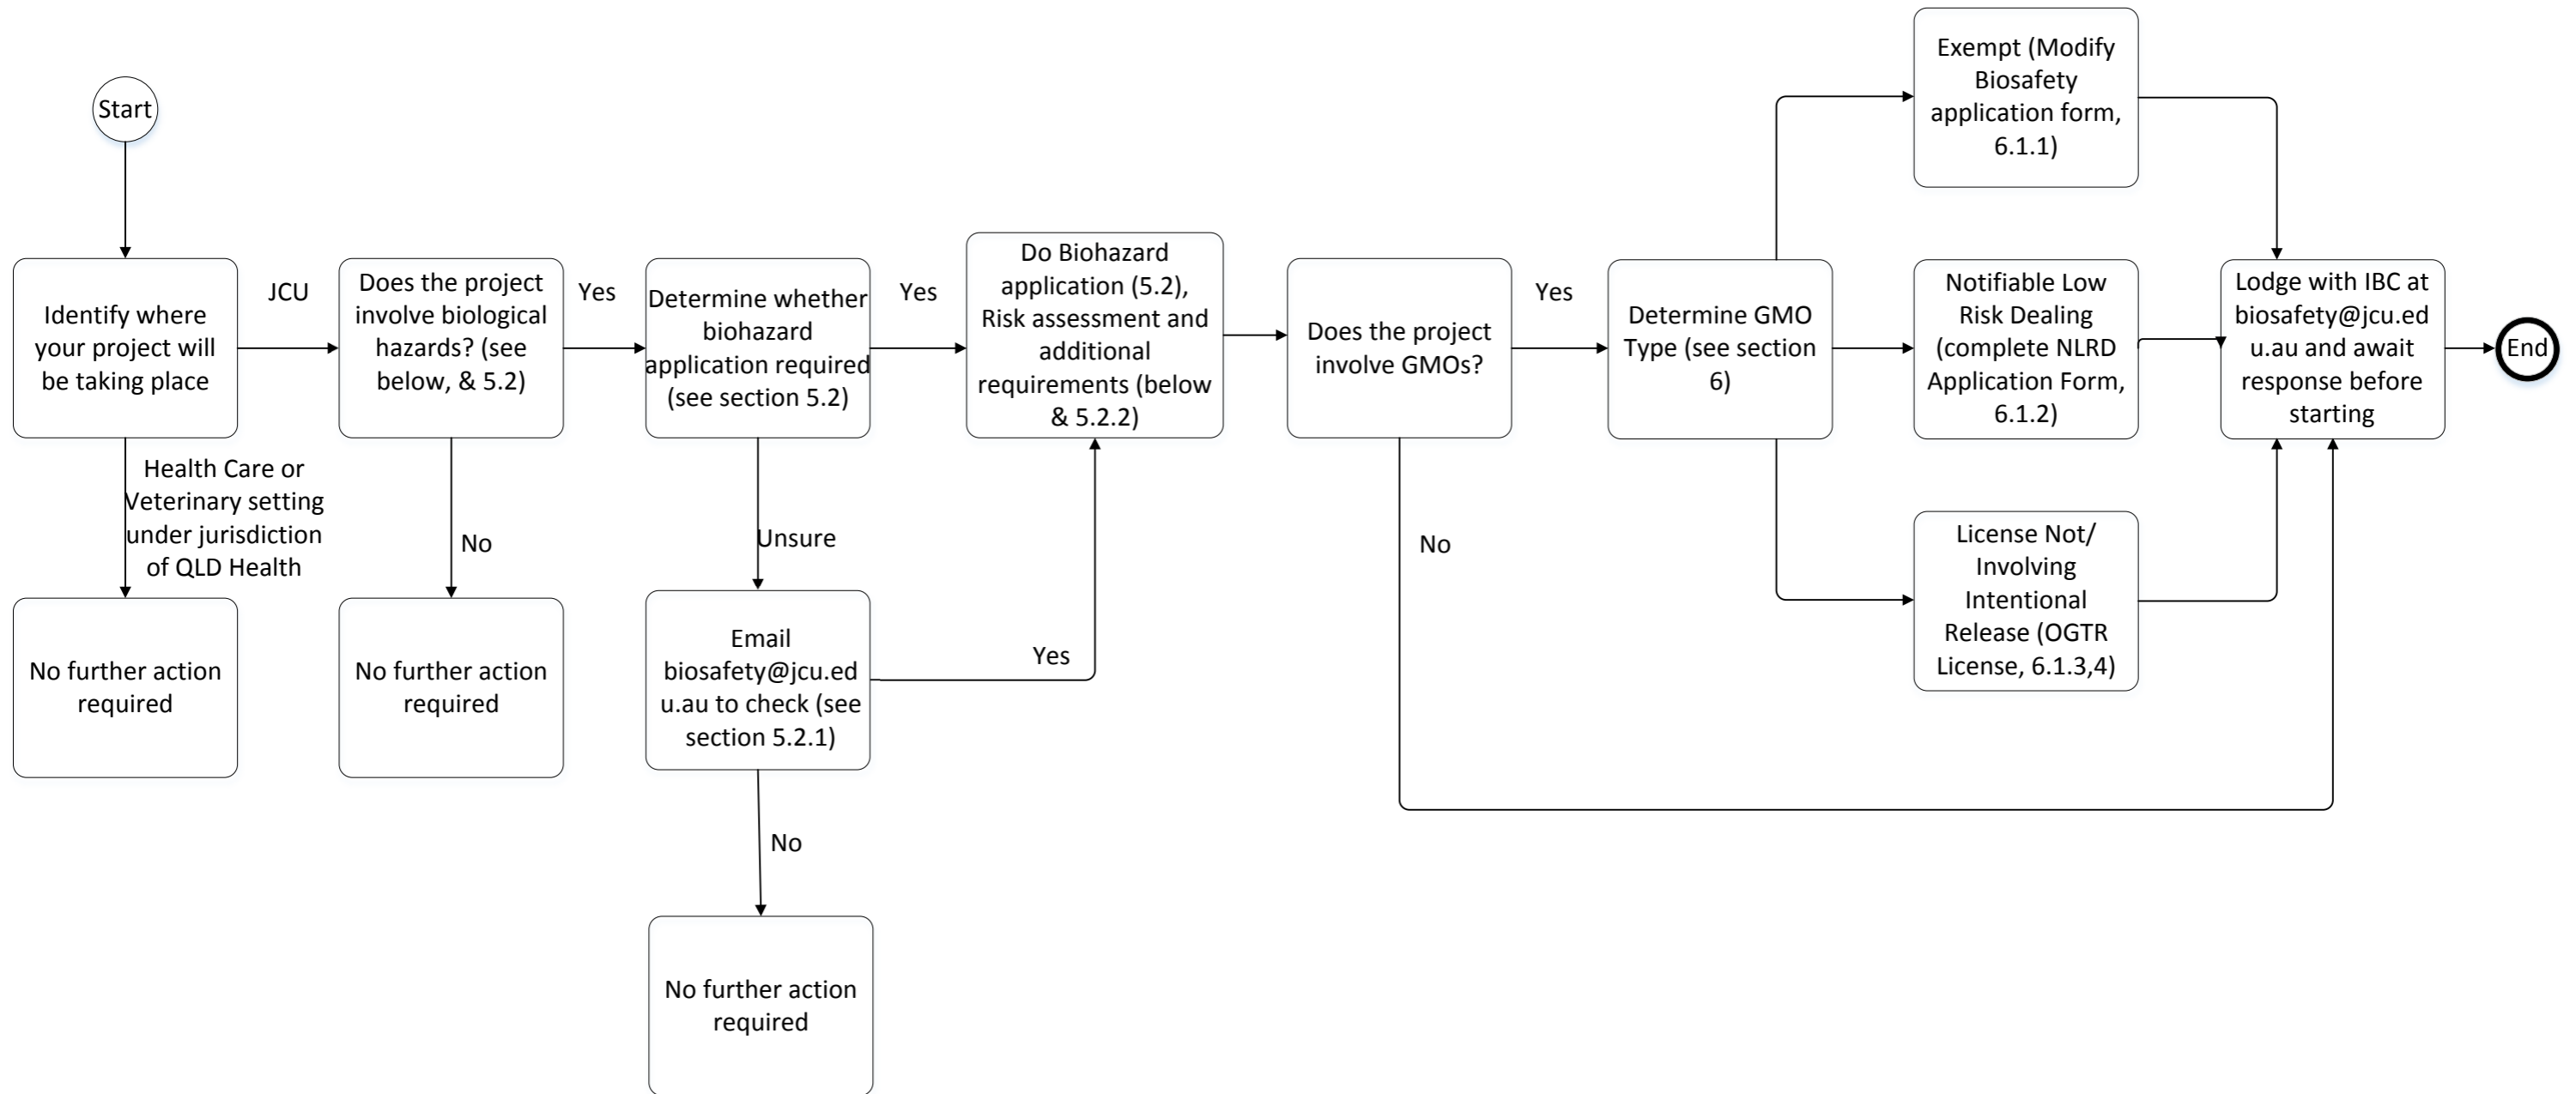 Start
Identify where
your project will
be taking place
JCU
Health Care or
Veterinary setting
under jurisdiction
of QLD Health
No further action
required
Does the project
involve biological
hazards? (see
below, & 5.2)
Yes
No
No further action
required
Determine whether
biohazard
application required
(see section 5.2)
Yes
Unsure
Email
biosafety@jcu.ed
u.au to check (see
section 5.2.1)
Yes
No
No further action
required
Do Biohazard
application (5.2),
Risk assessment and
additional
requirements (below
& 5.2.2)
Does the project
involve GMOs?
Yes
No
Determine GMO
Type (see section
6)
Exempt (Modify
Biosafety
application form,
6.1.1)
Notifiable Low
Risk Dealing
(complete NLRD
Application Form,
6.1.2)
License Not/
Involving
Intentional
Release (OGTR
License, 6.1.3,4)
Lodge with IBC at
biosafety@jcu.ed
u.au and await
response before
starting
End